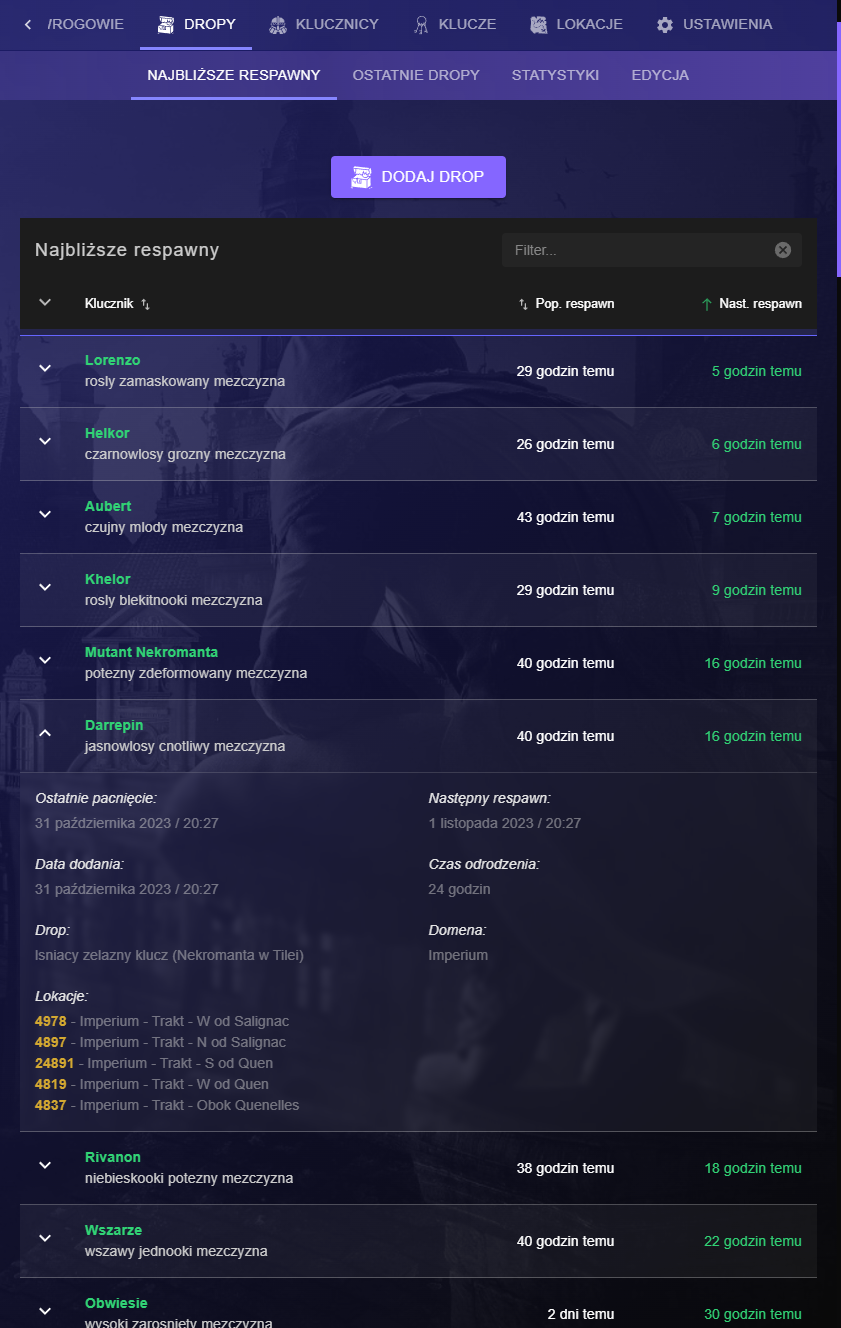 /ROGOWIE DROPY KLUCZNICY KLUCZE LOKACJE USTAWIENIA
NAJBLIŻSZE RESPAWNY OSTATNIE DROPY STATYSTYKI EDYCJA
DODAJ DROP
Najbliższe respawny Filter...
Klucznik Pop. respawn Nast. respawn
Lorenzo
rosly zamaskowany mezczyzna 29 godzin temu 5 godzin temu
Helkor
czarnowlosy grozny mezczyzna 26 godzin temu 6 godzin temu
Aubert
czujny mlody mezczyzna 43 godzin temu 7 godzin temu
Khelor
rosly blekitnooki mezczyzna 29 godzin temu 9 godzin temu
Mutant Nekromanta
potezny zdeformowany mezczyzna 40 godzin temu 16 godzin temu
Darrepin
jasnowlosy cnotliwy mezczyzna 40 godzin temu 16 godzin temu
Ostatnie pacnięcie: Następny respawn:
31 października 2023 / 20:27 1 listopada 2023 / 20:27
Data dodania: Czas odrodzenia:
31 października 2023 / 20:27 24 godzin
Drop: Domena:
lsniacy zelazny klucz (Nekromanta w Tilei) Imperium
Lokacje:
4978 - Imperium - Trakt - W od Salignac
4897 - Imperium - Trakt - N od Salignac
24891 - Imperium - Trakt - S od Quen
4819 - Imperium - Trakt - W od Quen
4837 - Imperium - Trakt - Obok Quenelles
Rivanon
niebieskooki potezny mezczyzna 38 godzin temu 18 godzin temu
Wszarze
wszawy jednooki mezczyzna 40 godzin temu 22 godzin temu
Obwiesie
wysoki zarosniety mezczyzna 2 dni temu 30 godzin temu